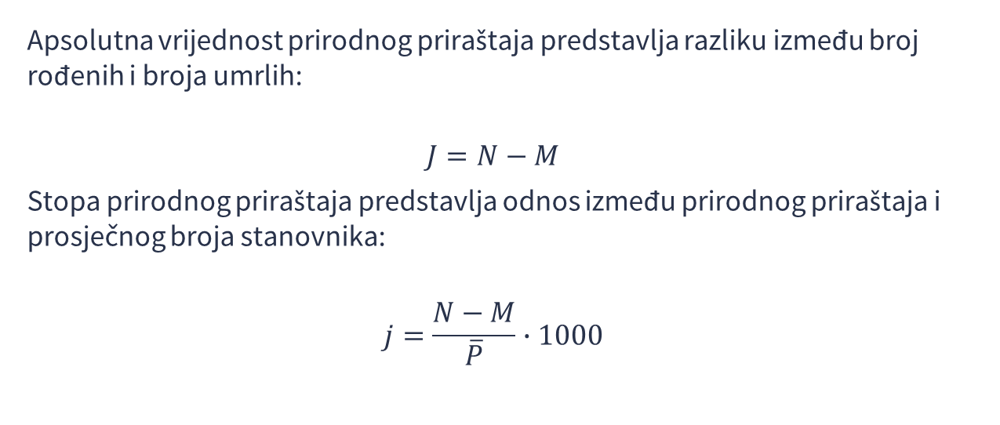 Apsolutna vrijednost prirodnog priraštaja predstavlja razliku između broj
rođenih i broja umrlih:
J = N − M
Stopa prirodnog priraštaja predstavlja odnos između prirodnog priraštaja i
prosječnog broja stanovnika:
j = \frac{N − M}{\bar{P}} · 1000